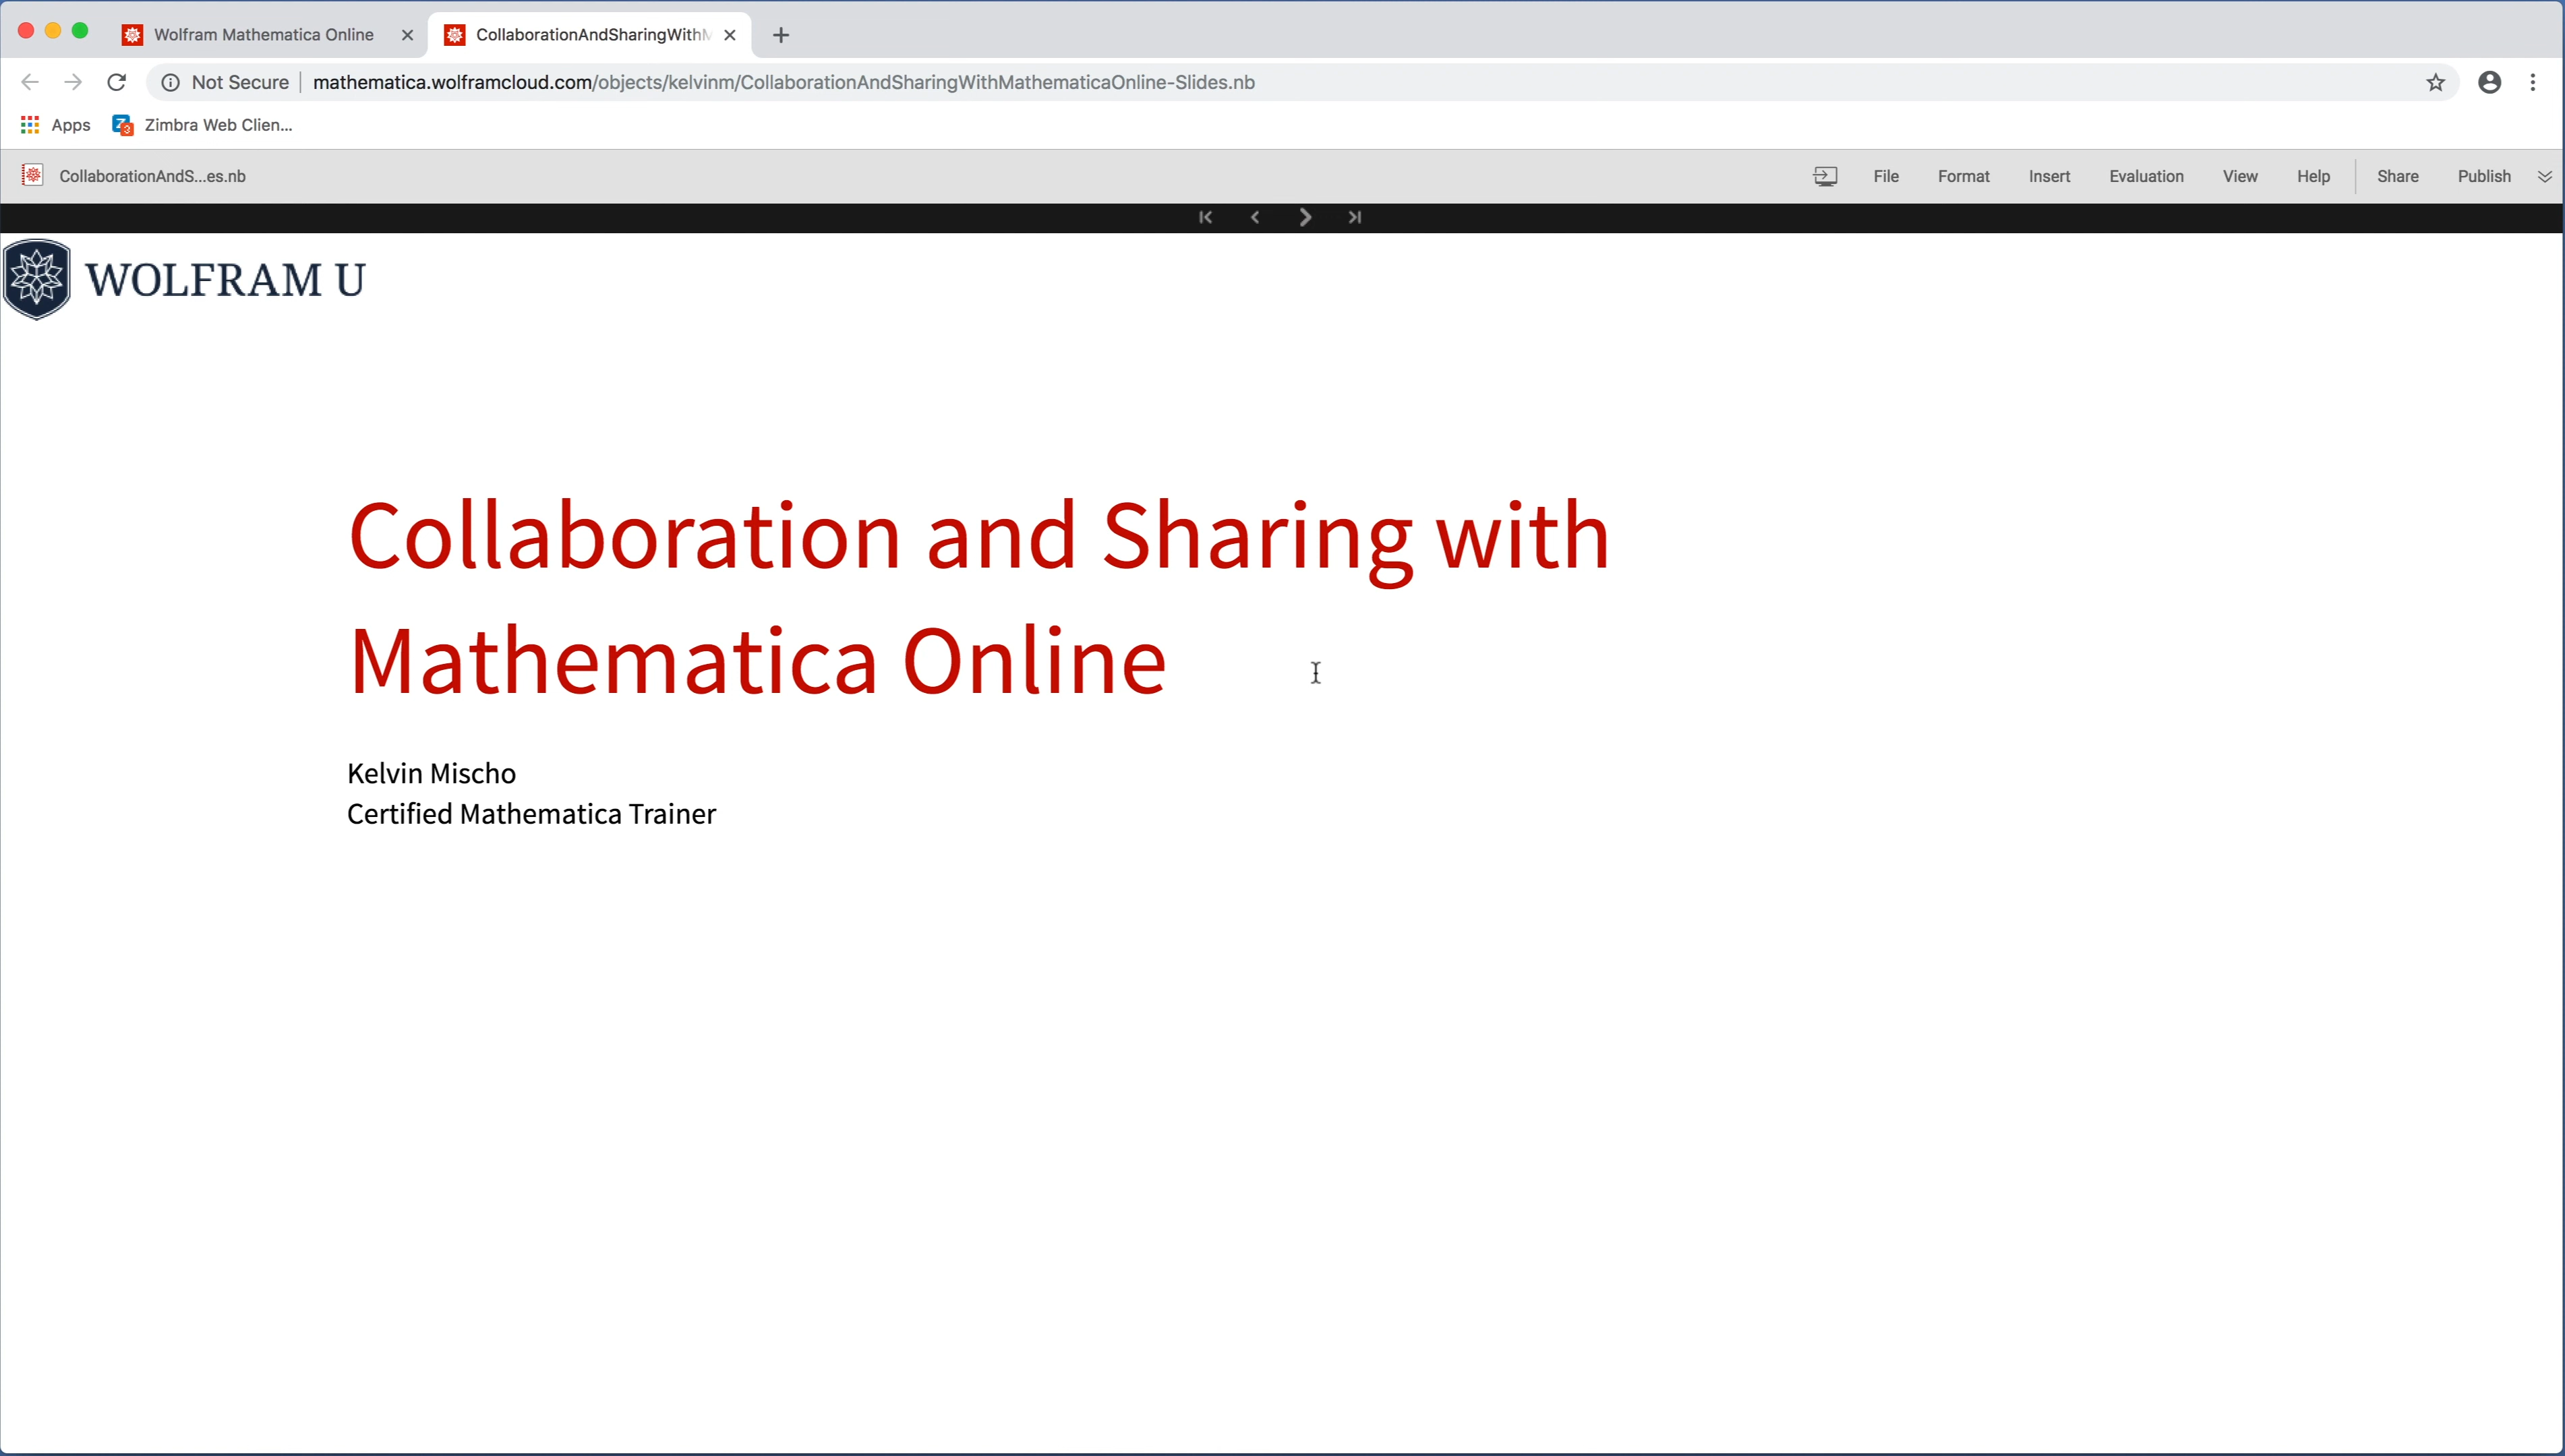 Wolfram Mathematica Online
CollaborationAndSharingWith
Not Secure mathematica.wolframcloud.com/objects/kelvinm/CollaborationAndSharingWithMathematicaOnline-Slides.nb
Apps Zimbra Web Clien...
CollaborationAndS...es.nb File Format Insert Evaluation View Help Share Publish
WOLFRAM U
Collaboration and Sharing with
Mathematica Online
Kelvin Mischo
Certified Mathematica Trainer